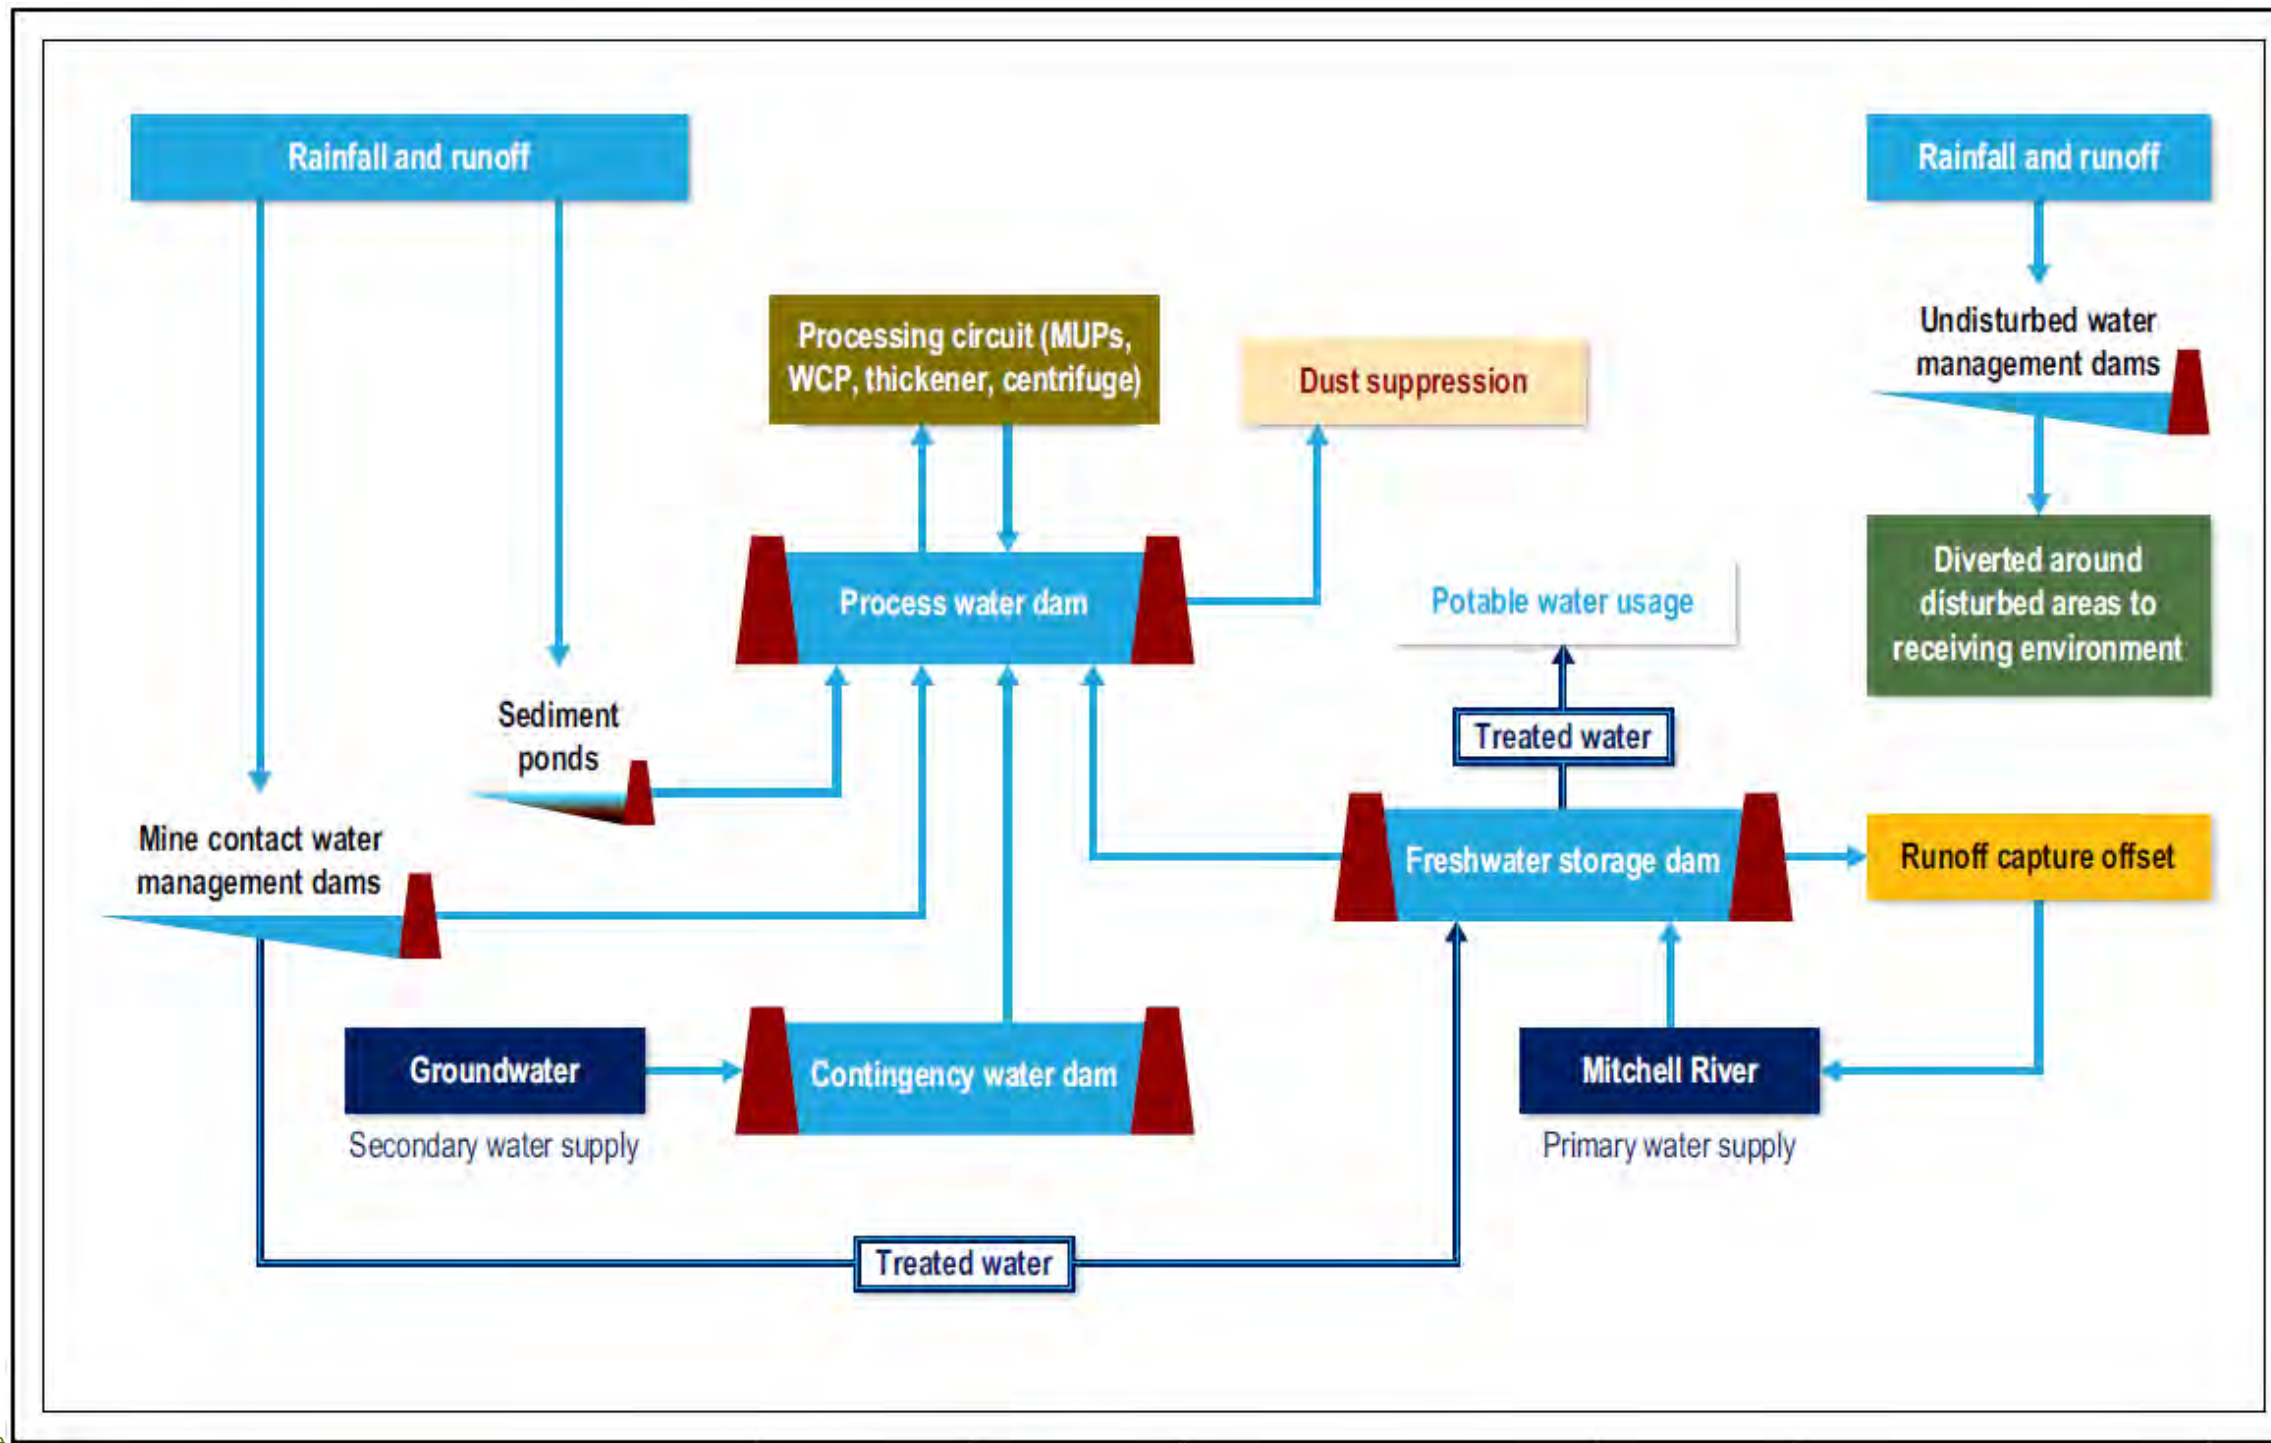 Rainfall and runoff
Rainfall and runoff
Processing circuit (MUPs,
WCP, thickener, centrifuge)
Dust suppression
Undisturbed water
management dams
Process water dam
Potable water usage
Diverted around
disturbed areas to
receiving environment
Sediment
ponds
Treated water
Mine contact water
management dams
Freshwater storage dam
Runoff capture offset
Groundwater
Secondary water supply
Contingency water dam
Mitchell River
Primary water supply
Treated water